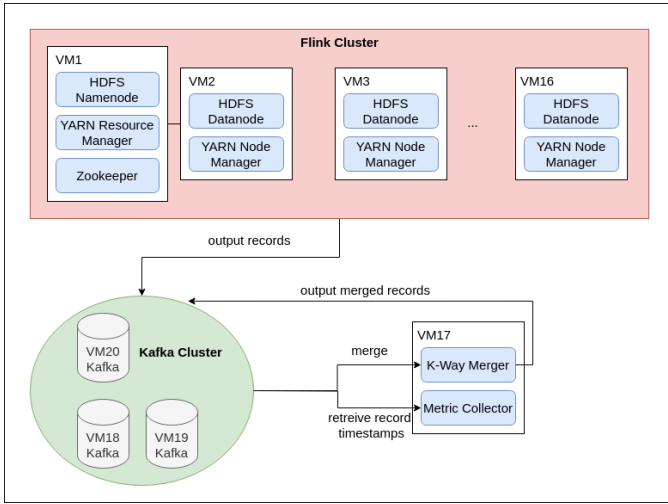 Flink Cluster
VM1
HDFS
Namenode
YARN Resource
Manager
Zookeeper
VM2
HDFS
Datanode
YARN Node
Manager
VM3
HDFS
Datanode
YARN Node
Manager
...
VM16
HDFS
Datanode
YARN Node
Manager
output records
output merged records
Kafka Cluster
VM20
Kafka
VM18
Kafka
VM19
Kafka
merge
retreive record
timestamps
VM17
K-Way Merger
Metric Collector